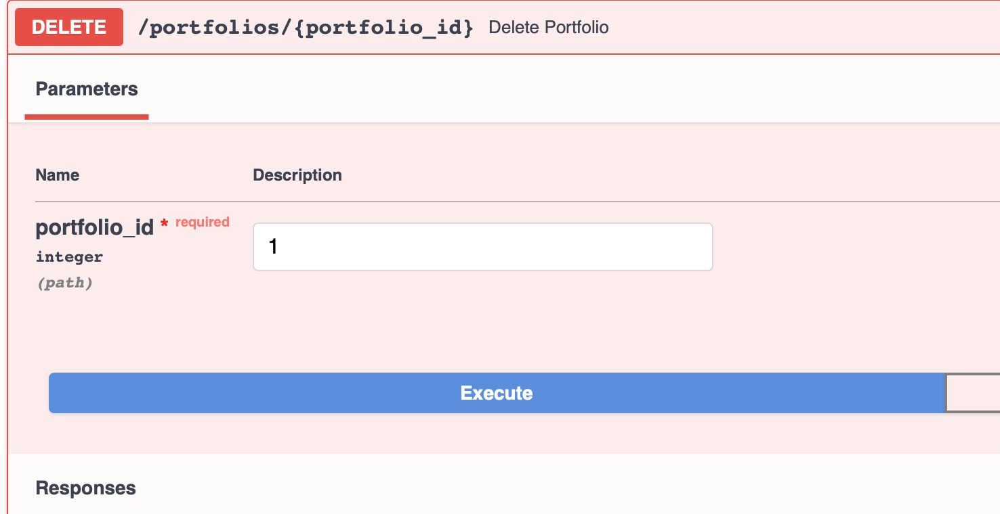 DELETE /portfolios/{portfolio_id} Delete Portfolio
Parameters
Name Description
portfolio_id * required
1
integer
(path)
Execute
Responses